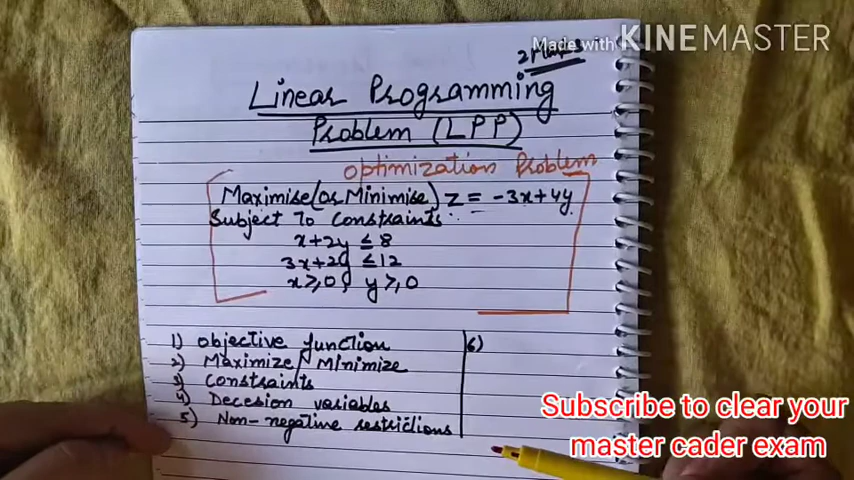 Made with KINEMASTER
2 Marks
Linear Programming
Problem (LPP)
optimization Problem
Maximise (or Minimise) Z = -3x+4y
Subject To constraints
x+2y ≤ 8
3x+2y ≤ 12
x ≥ 0, y ≥ 0
1) objective function
2) Maximize/Minimize
3) constraints
4) Decesion variables
5) Non-negative restrictions
6)
Subscribe to clear your
master cader exam